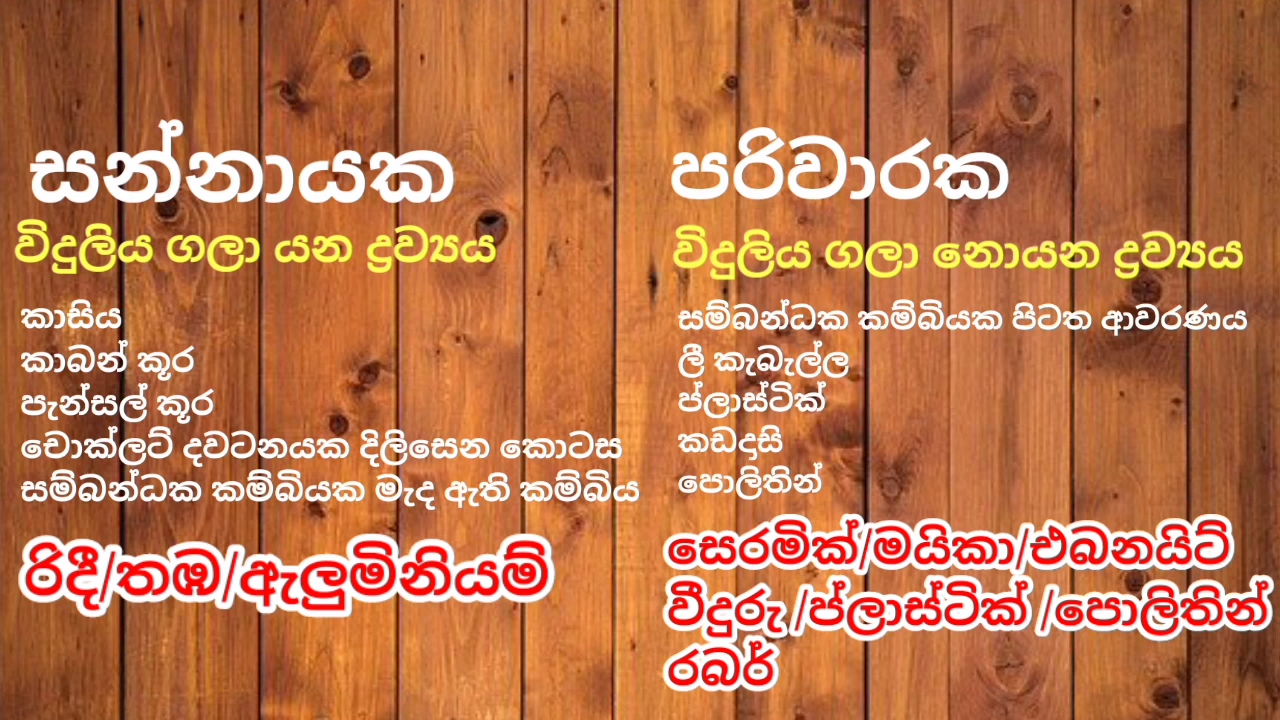 සන්නායක
විදුලිය ගලා යන ද්‍රව්‍යය
කාසිය
කාබන් කූර
පැන්සල් කූර
චොක්ලට් දවටනයක දිලිසෙන කොටස
සම්බන්ධක කම්බියක මැද ඇති කම්බිය
රිදී/තඹ/ඇලුමිනියම්
පරිවාරක
විදුලිය ගලා නොයන ද්‍රව්‍යය
සම්බන්ධක කම්බියක පිටත ආවරණය
ලී කැබැල්ල
ප්ලාස්ටික්
කඩදාසි
පොලිතින්
සෙරමික්/මයිකා/එබනයිට්
වීදුරු /ප්ලාස්ටික් /පොලිතින්
රබර්